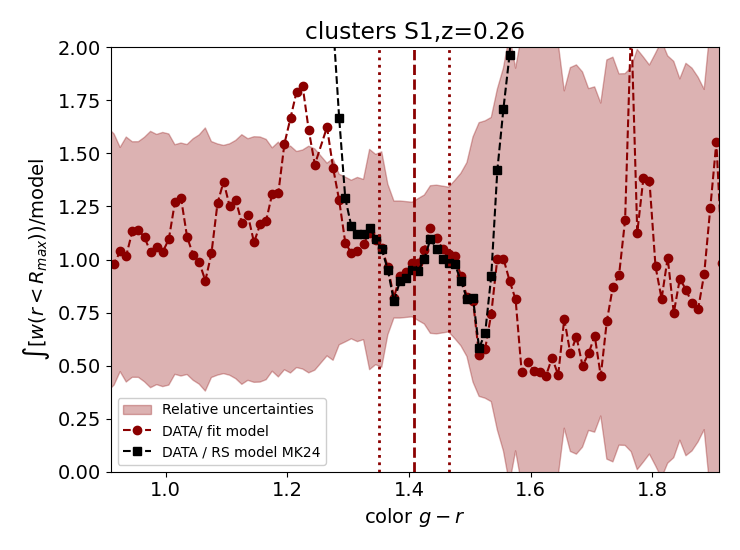 clusters S1,z=0.26
2.00
1.75
1.50
1.25
1.00
0.75
0.50
0.25
0.00
∫[w(r < R_max))/model
Relative uncertainties
DATA/ fit model
DATA / RS model MK24
1.0 1.2 1.4 1.6 1.8
color g − r